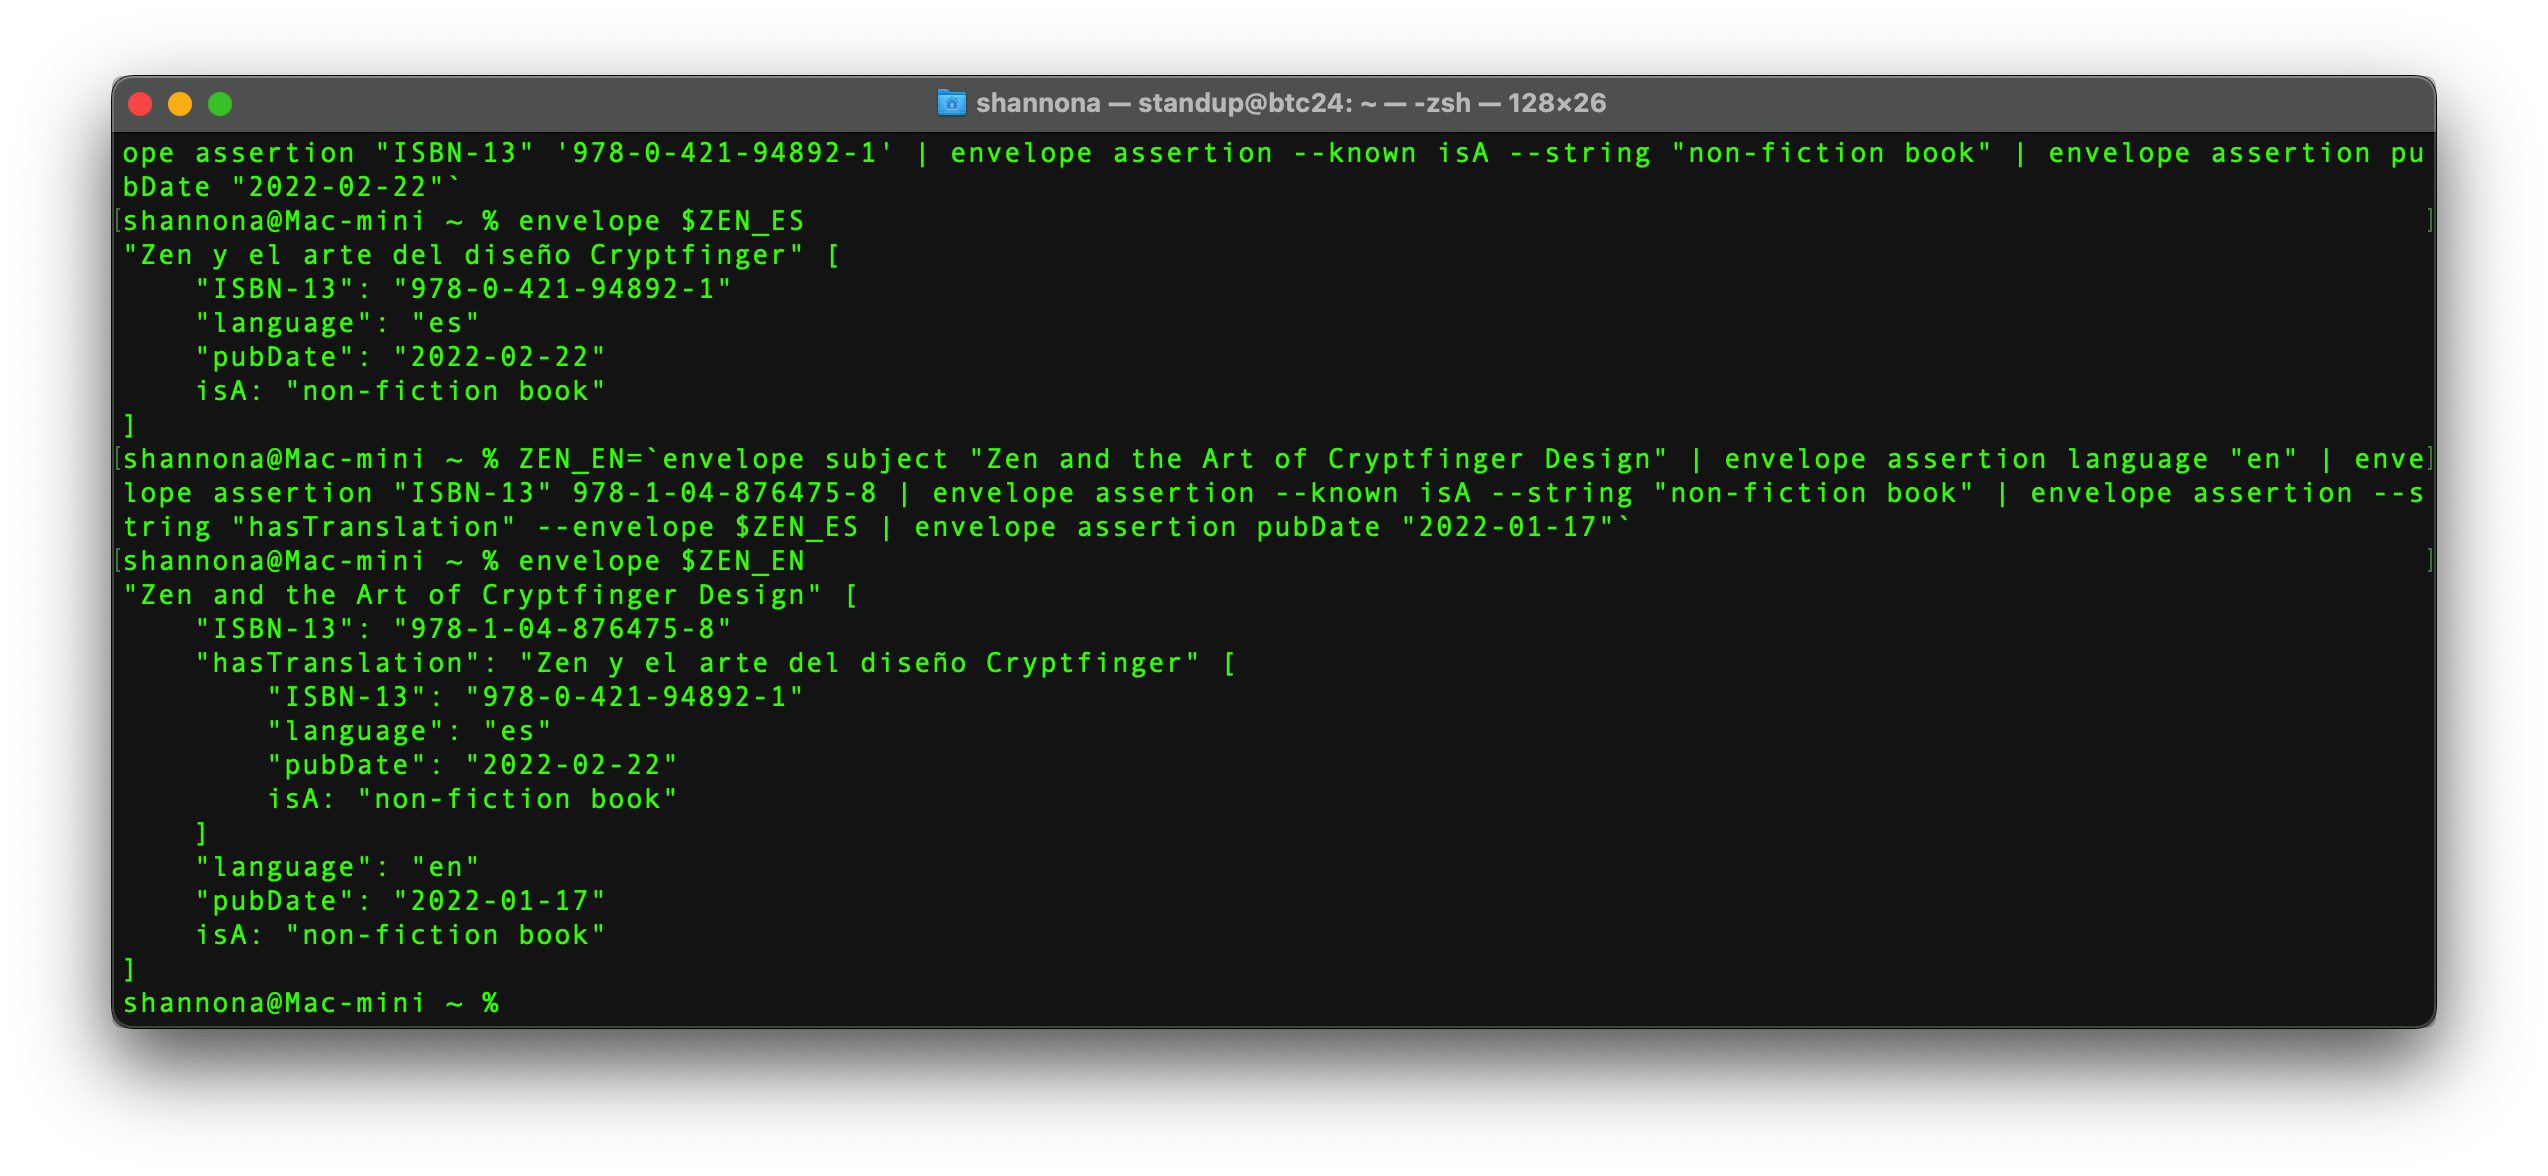 shannona — standup@btc24: ~ — -zsh — 128×26
ope assertion "ISBN-13" '978-0-421-94892-1' | envelope assertion --known isA --string "non-fiction book" | envelope assertion pu
bDate "2022-02-22"`
[shannona@Mac-mini ~ % envelope $ZEN_ES ]
"Zen y el arte del diseño Cryptfinger" [
    "ISBN-13": "978-0-421-94892-1"
    "language": "es"
    "pubDate": "2022-02-22"
    isA: "non-fiction book"
]
[shannona@Mac-mini ~ % ZEN_EN=`envelope subject "Zen and the Art of Cryptfinger Design" | envelope assertion language "en" | enve]
lope assertion "ISBN-13" 978-1-04-876475-8 | envelope assertion --known isA --string "non-fiction book" | envelope assertion --s
tring "hasTranslation" --envelope $ZEN_ES | envelope assertion pubDate "2022-01-17"`
[shannona@Mac-mini ~ % envelope $ZEN_EN ]
"Zen and the Art of Cryptfinger Design" [
    "ISBN-13": "978-1-04-876475-8"
    "hasTranslation": "Zen y el arte del diseño Cryptfinger" [
        "ISBN-13": "978-0-421-94892-1"
        "language": "es"
        "pubDate": "2022-02-22"
        isA: "non-fiction book"
    ]
    "language": "en"
    "pubDate": "2022-01-17"
    isA: "non-fiction book"
]
shannona@Mac-mini ~ %